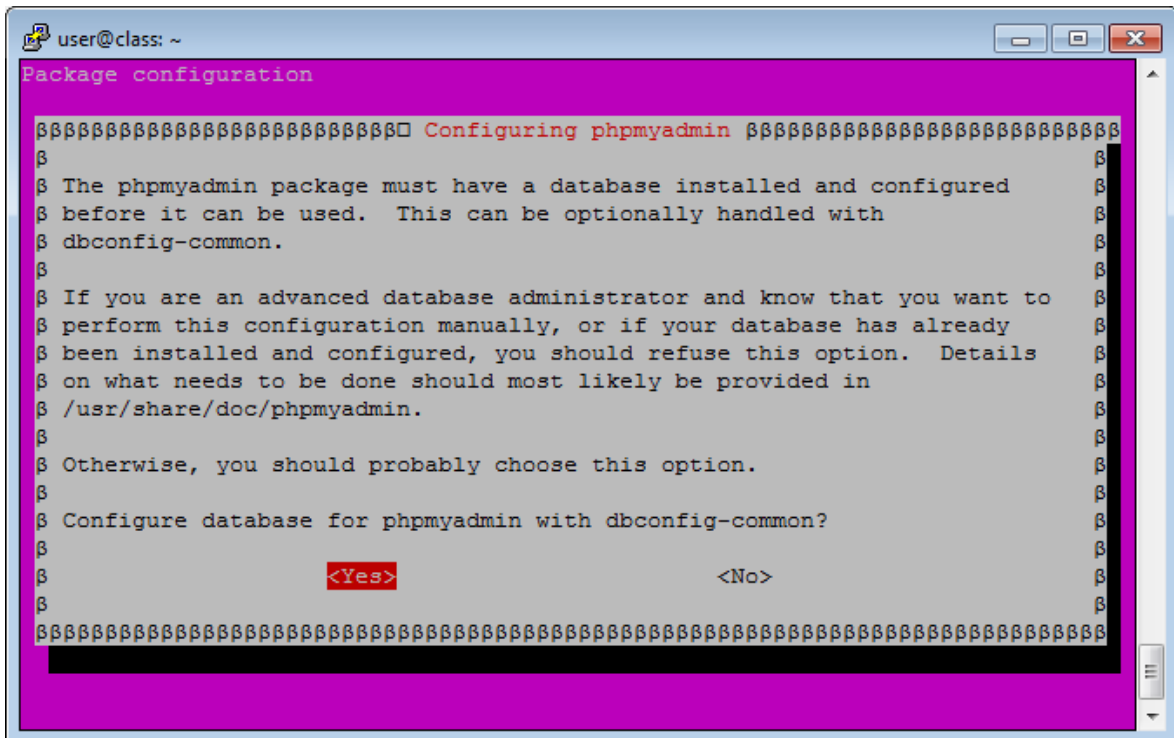 user@class: ~
Package configuration
ββββββββββββββββββββββββββ□ Configuring phpmyadmin βββββββββββββββββββββββββββ
β β
β The phpmyadmin package must have a database installed and configured β
β before it can be used.  This can be optionally handled with β
β dbconfig-common. β
β β
β If you are an advanced database administrator and know that you want to β
β perform this configuration manually, or if your database has already β
β been installed and configured, you should refuse this option.  Details β
β on what needs to be done should most likely be provided in β
β /usr/share/doc/phpmyadmin. β
β β
β Otherwise, you should probably choose this option. β
β β
β Configure database for phpmyadmin with dbconfig-common? β
β β
β <Yes> <No> β
β β
βββββββββββββββββββββββββββββββββββββββββββββββββββββββββββββββββββββββββββββ